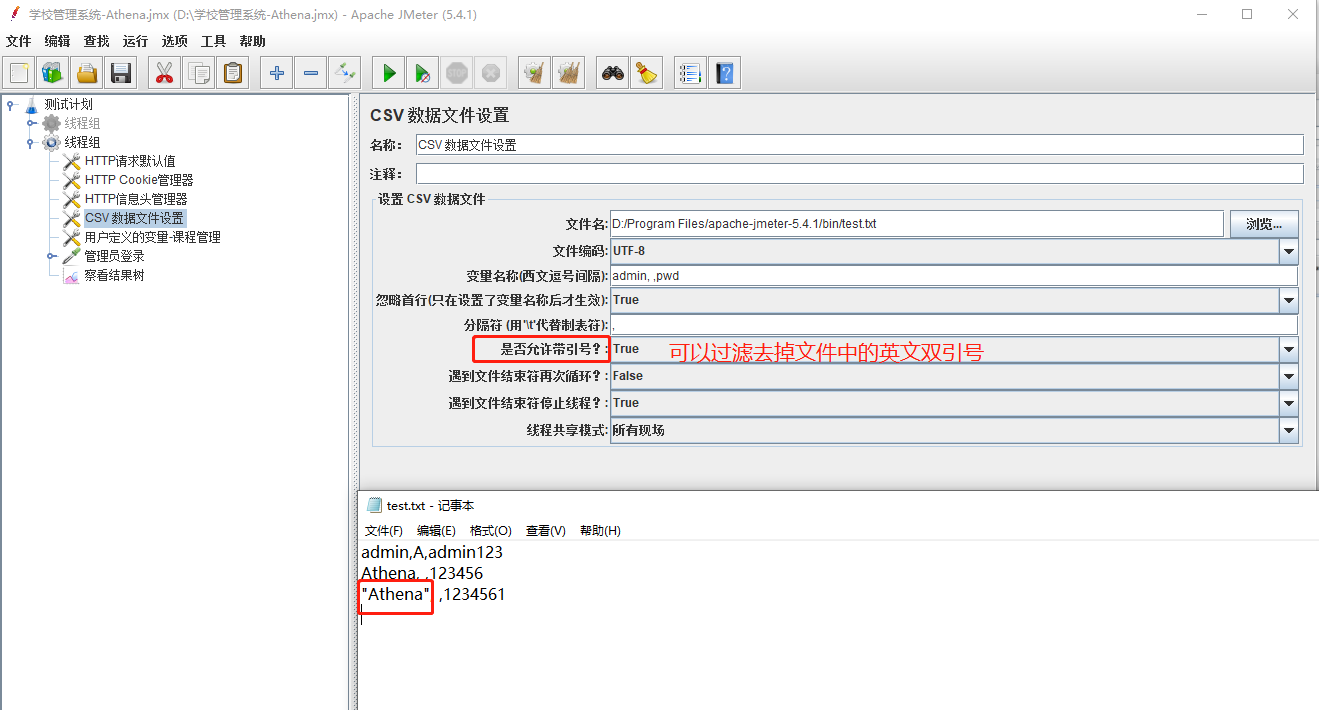 学校管理系统-Athena.jmx (D:\学校管理系统-Athena.jmx) - Apache JMeter (5.4.1)
文件 编辑 查找 运行 选项 工具 帮助
STOP
测试计划
线程组
线程组
HTTP请求默认值
HTTP Cookie管理器
HTTP信息头管理器
CSV 数据文件设置
用户定义的变量-课程管理
管理员登录
察看结果树
CSV 数据文件设置
名称: CSV 数据文件设置
注释:
设置 CSV 数据文件
文件名: D:/Program Files/apache-jmeter-5.4.1/bin/test.txt 浏览...
文件编码: UTF-8
变量名称(西文逗号间隔): admin, ,pwd
忽略首行(只在设置了变量名称后才生效): True
分隔符 (用'\t'代替制表符): ,
是否允许带引号?: True 可以过滤去掉文件中的英文双引号
遇到文件结束符再次循环?: False
遇到文件结束符停止线程?: True
线程共享模式: 所有现场
test.txt - 记事本
文件(F) 编辑(E) 格式(O) 查看(V) 帮助(H)
admin,A,admin123
Athena, ,123456
"Athena", ,1234561